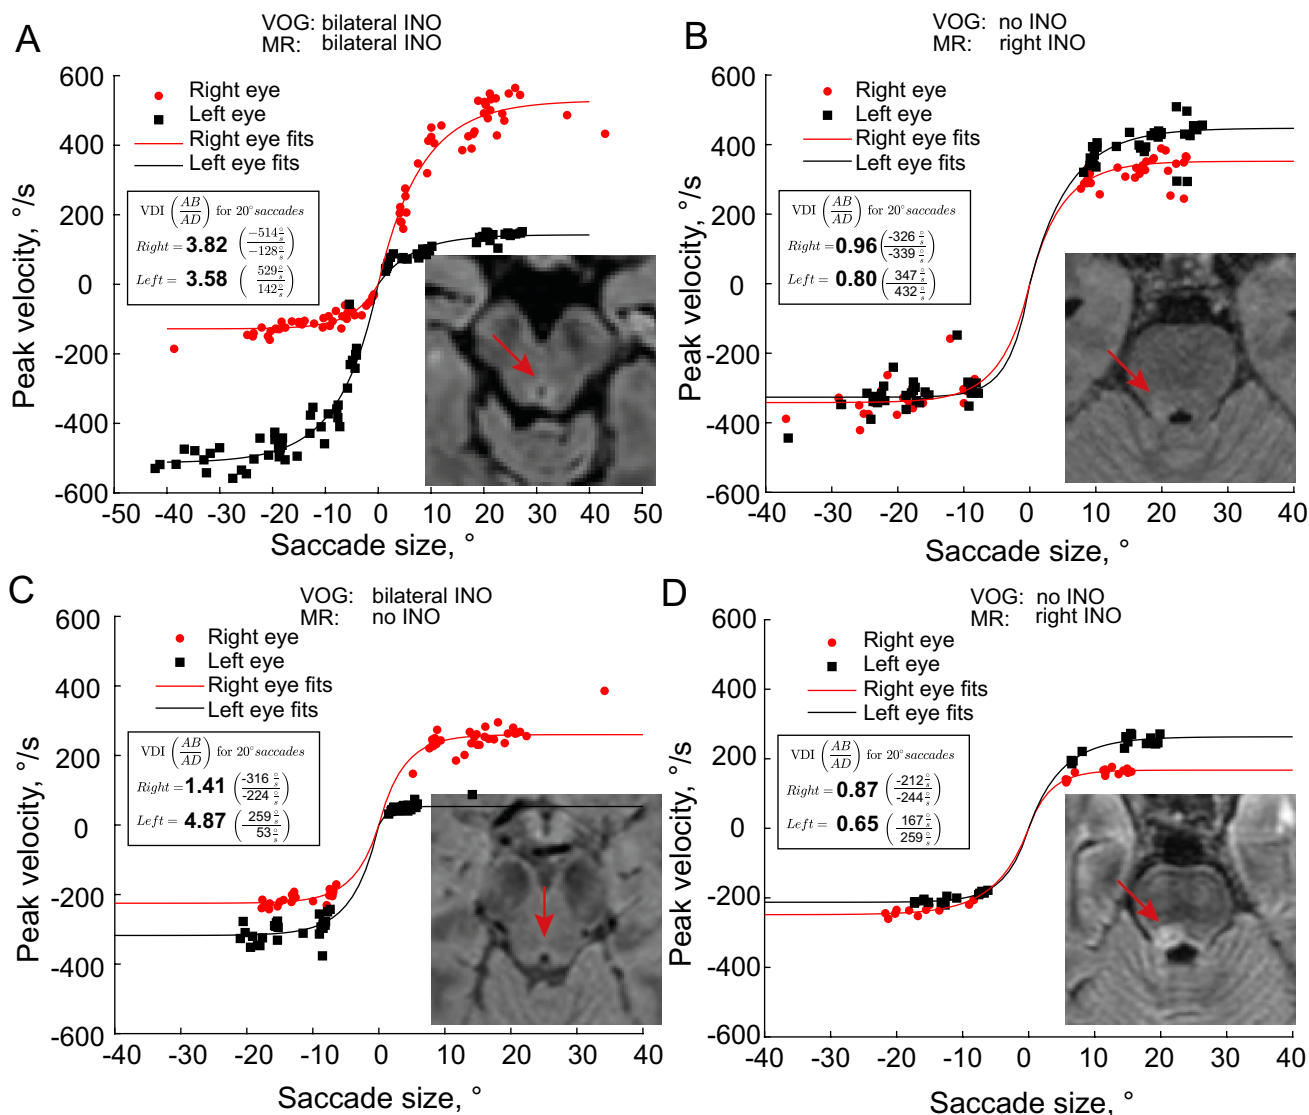 A
VOG: bilateral INO
MR: bilateral INO
Right eye
Left eye
Right eye fits
Left eye fits
VDI (AB/AD) for 20° saccades
Right = 3.82 (-514 °/s / -128 °/s)
Left = 3.58 (529 °/s / 142 °/s)
Peak velocity, °/s
600
400
200
0
-200
-400
-600
-50 -40 -30 -20 -10 0 10 20 30 40 50
Saccade size, °
B
VOG: no INO
MR: right INO
Right eye
Left eye
Right eye fits
Left eye fits
VDI (AB/AD) for 20° saccades
Right = 0.96 (-326 °/s / -339 °/s)
Left = 0.80 (347 °/s / 432 °/s)
Peak velocity, °/s
600
400
200
0
-200
-400
-600
-40 -30 -20 -10 0 10 20 30 40
Saccade size, °
C
VOG: bilateral INO
MR: no INO
Right eye
Left eye
Right eye fits
Left eye fits
VDI (AB/AD) for 20° saccades
Right = 1.41 (-316 °/s / -224 °/s)
Left = 4.87 (259 °/s / 53 °/s)
Peak velocity, °/s
600
400
200
0
-200
-400
-600
-40 -30 -20 -10 0 10 20 30 40
Saccade size, °
D
VOG: no INO
MR: right INO
Right eye
Left eye
Right eye fits
Left eye fits
VDI (AB/AD) for 20° saccades
Right = 0.87 (-212 °/s / -244 °/s)
Left = 0.65 (167 °/s / 259 °/s)
Peak velocity, °/s
600
400
200
0
-200
-400
-600
-40 -30 -20 -10 0 10 20 30 40
Saccade size, °